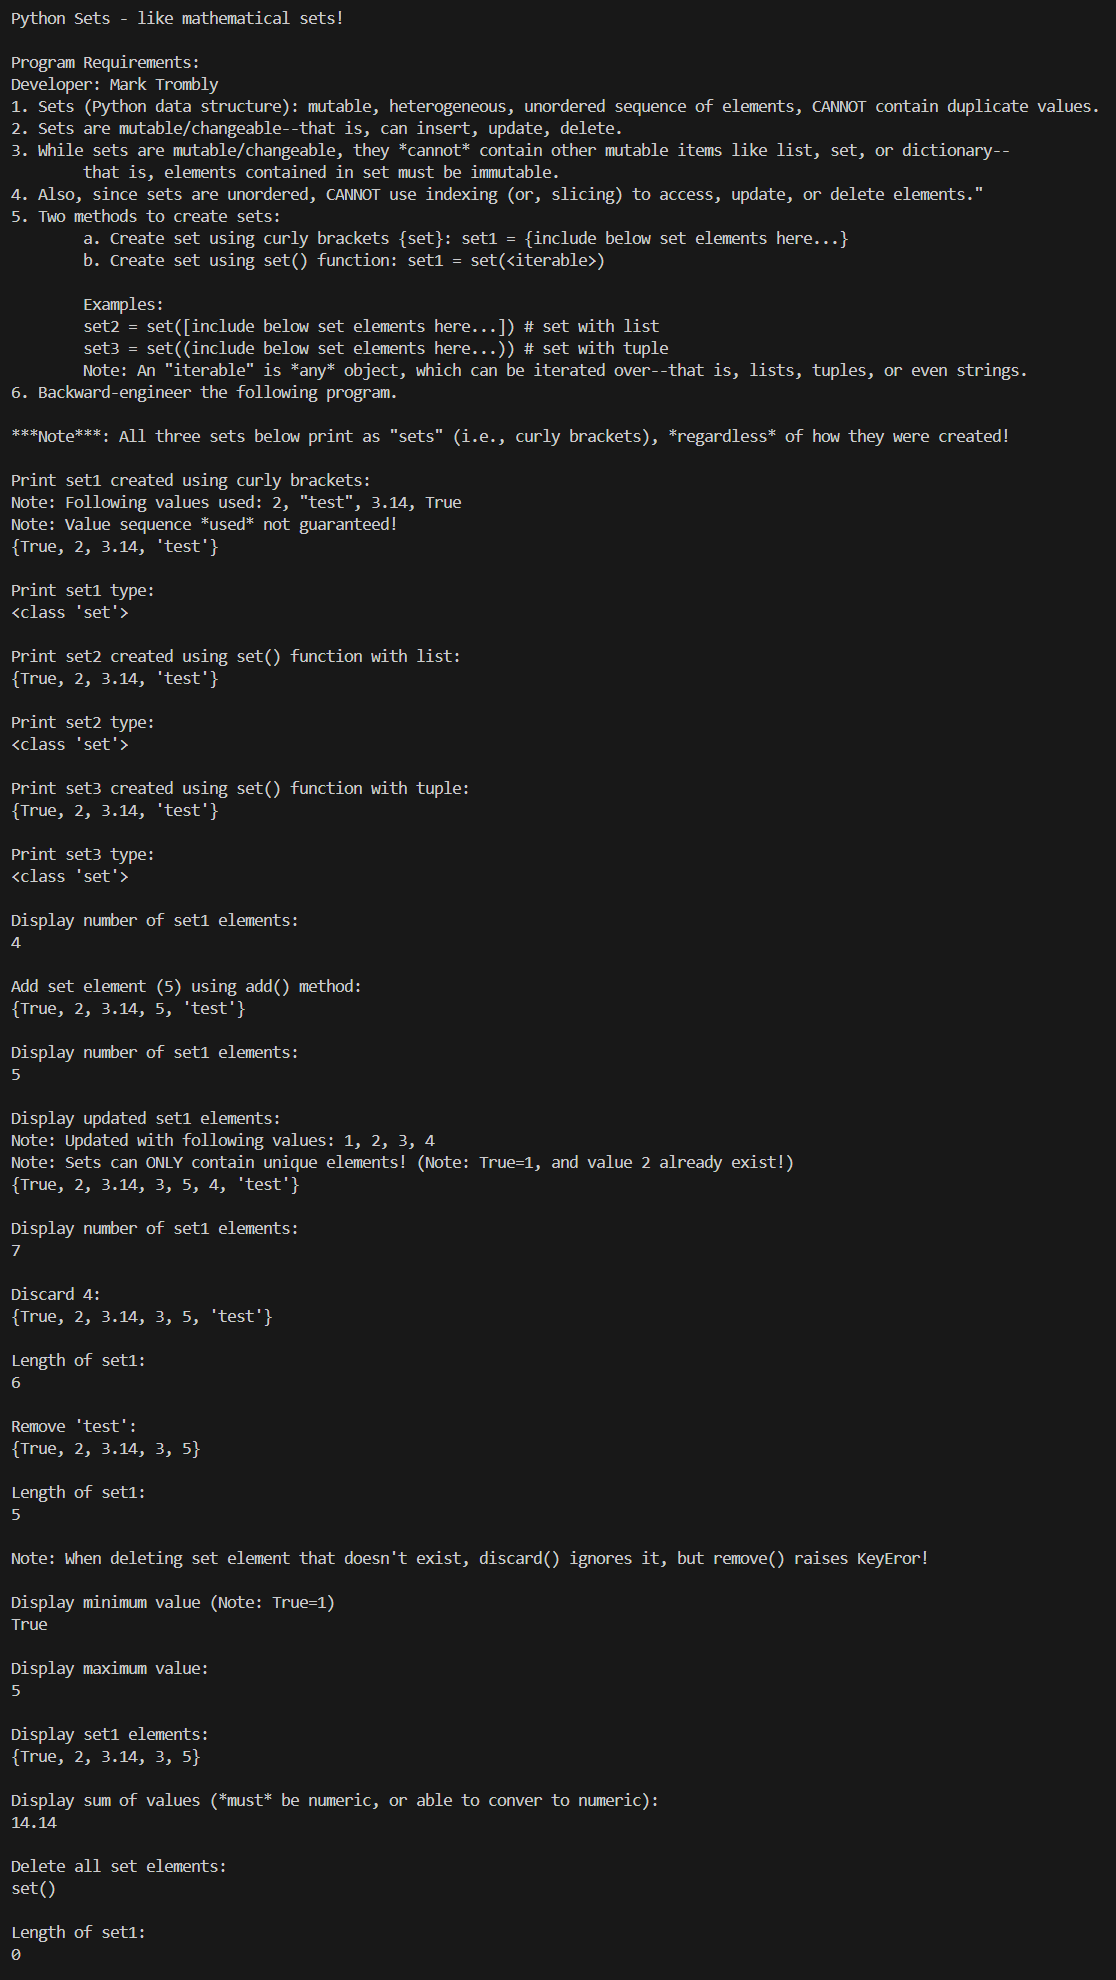 Python Sets - like mathematical sets!
Program Requirements:
Developer: Mark Trombly
1. Sets (Python data structure): mutable, heterogeneous, unordered sequence of elements, CANNOT contain duplicate values.
2. Sets are mutable/changeable--that is, can insert, update, delete.
3. While sets are mutable/changeable, they *cannot* contain other mutable items like list, set, or dictionary--
that is, elements contained in set must be immutable.
4. Also, since sets are unordered, CANNOT use indexing (or, slicing) to access, update, or delete elements."
5. Two methods to create sets:
a. Create set using curly brackets {set}: set1 = {include below set elements here...}
b. Create set using set() function: set1 = set(<iterable>)
Examples:
set2 = set([include below set elements here...]) # set with list
set3 = set((include below set elements here...)) # set with tuple
Note: An "iterable" is *any* object, which can be iterated over--that is, lists, tuples, or even strings.
6. Backward-engineer the following program.
***Note***: All three sets below print as "sets" (i.e., curly brackets), *regardless* of how they were created!
Print set1 created using curly brackets:
Note: Following values used: 2, "test", 3.14, True
Note: Value sequence *used* not guaranteed!
{True, 2, 3.14, 'test'}
Print set1 type:
<class 'set'>
Print set2 created using set() function with list:
{True, 2, 3.14, 'test'}
Print set2 type:
<class 'set'>
Print set3 created using set() function with tuple:
{True, 2, 3.14, 'test'}
Print set3 type:
<class 'set'>
Display number of set1 elements:
4
Add set element (5) using add() method:
{True, 2, 3.14, 5, 'test'}
Display number of set1 elements:
5
Display updated set1 elements:
Note: Updated with following values: 1, 2, 3, 4
Note: Sets can ONLY contain unique elements! (Note: True=1, and value 2 already exist!)
{True, 2, 3.14, 3, 5, 4, 'test'}
Display number of set1 elements:
7
Discard 4:
{True, 2, 3.14, 3, 5, 'test'}
Length of set1:
6
Remove 'test':
{True, 2, 3.14, 3, 5}
Length of set1:
5
Note: When deleting set element that doesn't exist, discard() ignores it, but remove() raises KeyEror!
Display minimum value (Note: True=1)
True
Display maximum value:
5
Display set1 elements:
{True, 2, 3.14, 3, 5}
Display sum of values (*must* be numeric, or able to conver to numeric):
14.14
Delete all set elements:
set()
Length of set1:
0